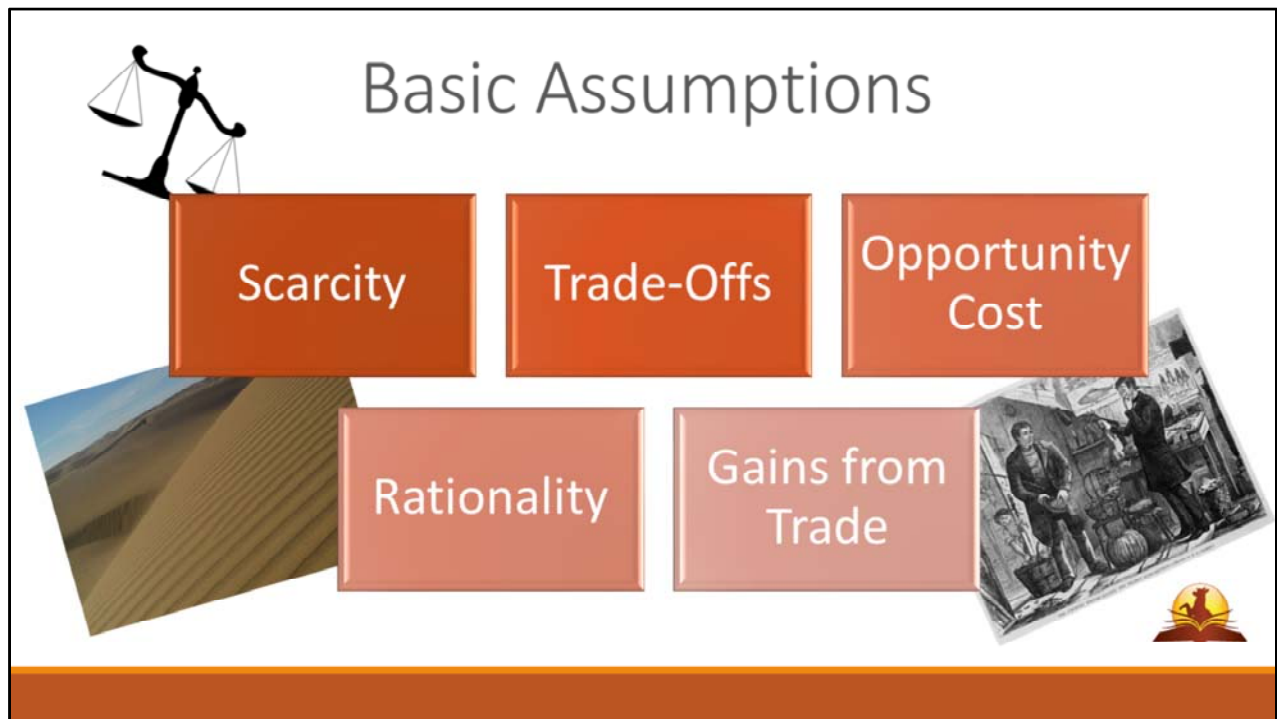 Basic Assumptions
Scarcity
Trade-Offs
Opportunity
Cost
Rationality
Gains from
Trade